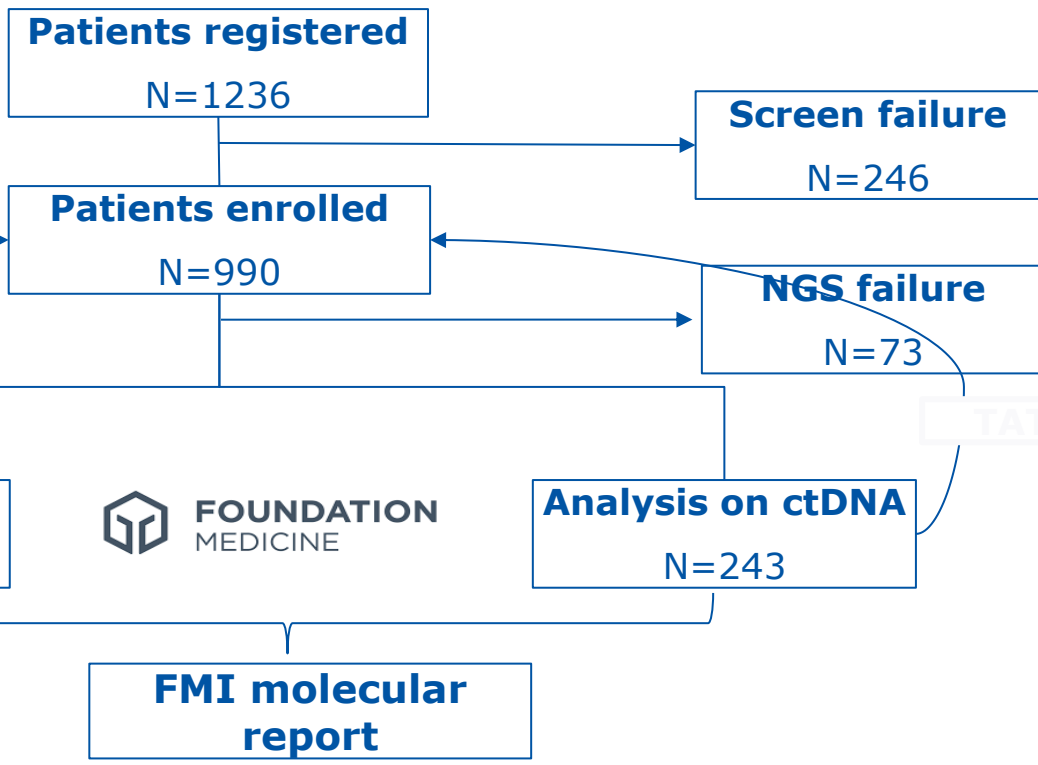 Patients registered
N=1236
Screen failure
N=246
Patients enrolled
N=990
NGS failure
N=73
TAT
FOUNDATION
MEDICINE
Analysis on ctDNA
N=243
FMI molecular
report